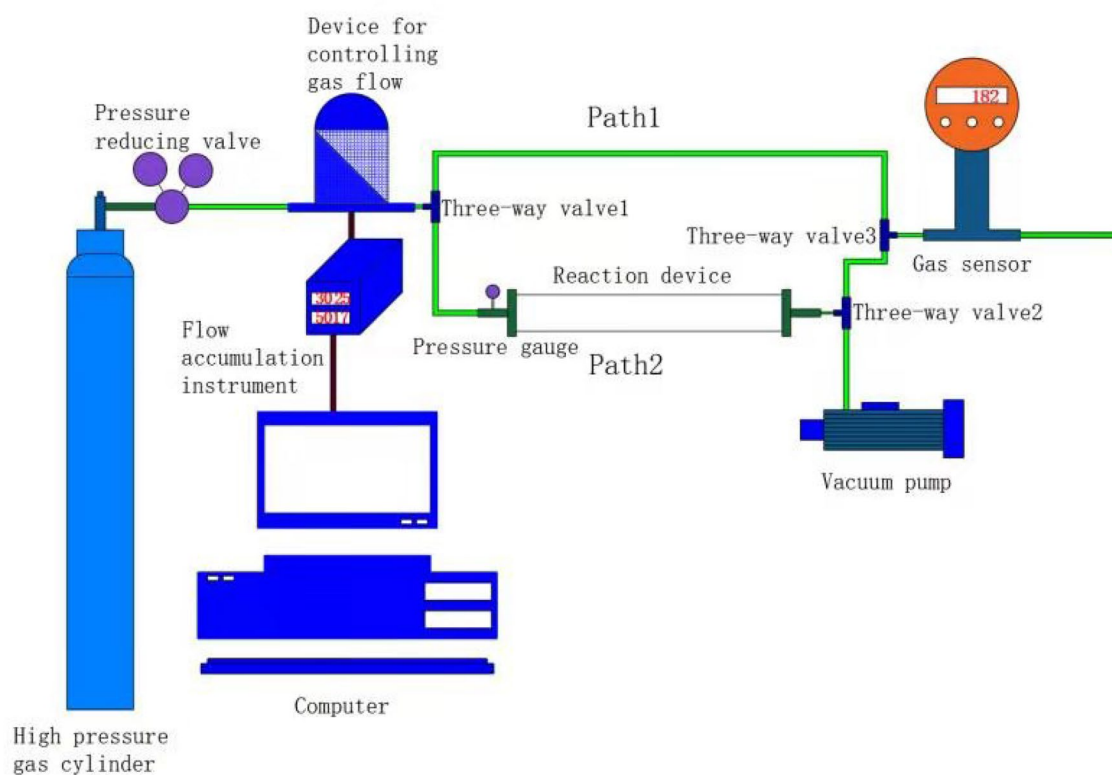 Device for
controlling
gas flow
Pressure
reducing valve
Path1
182
Three-way valve1
Three-way valve3
Gas sensor
Reaction device
3025
5017
Three-way valve2
Pressure gauge
Flow
accumulation
instrument
Path2
Vacuum pump
Computer
High pressure
gas cylinder